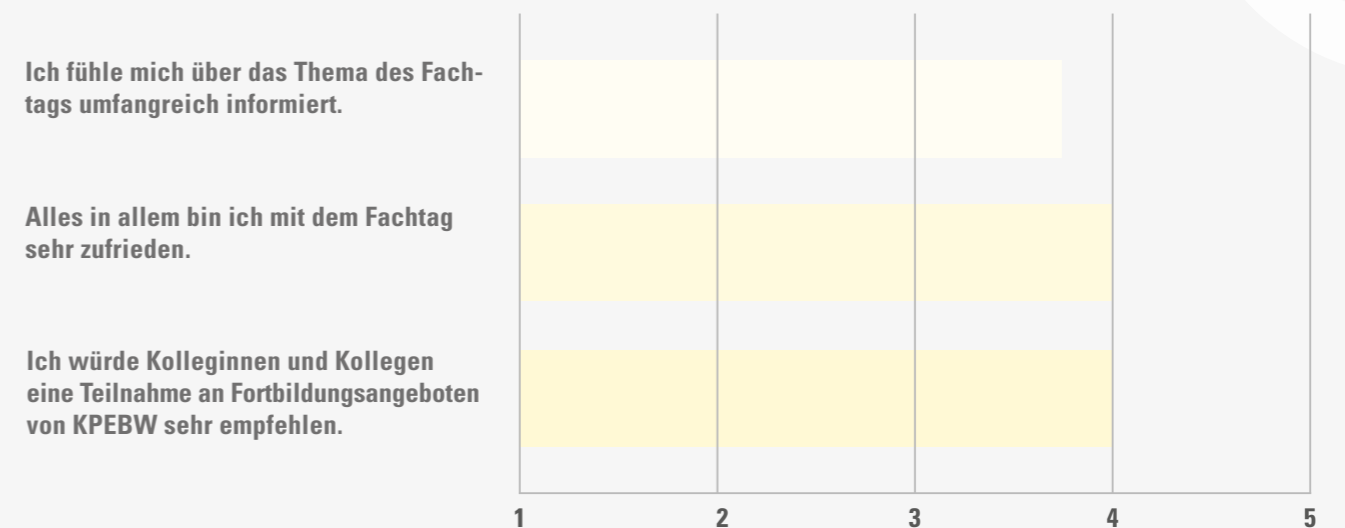 Ich fühle mich über das Thema des Fach-
tags umfangreich informiert.
Alles in allem bin ich mit dem Fachtag
sehr zufrieden.
Ich würde Kolleginnen und Kollegen
eine Teilnahme an Fortbildungsangeboten
von KPEBW sehr empfehlen.
1 2 3 4 5